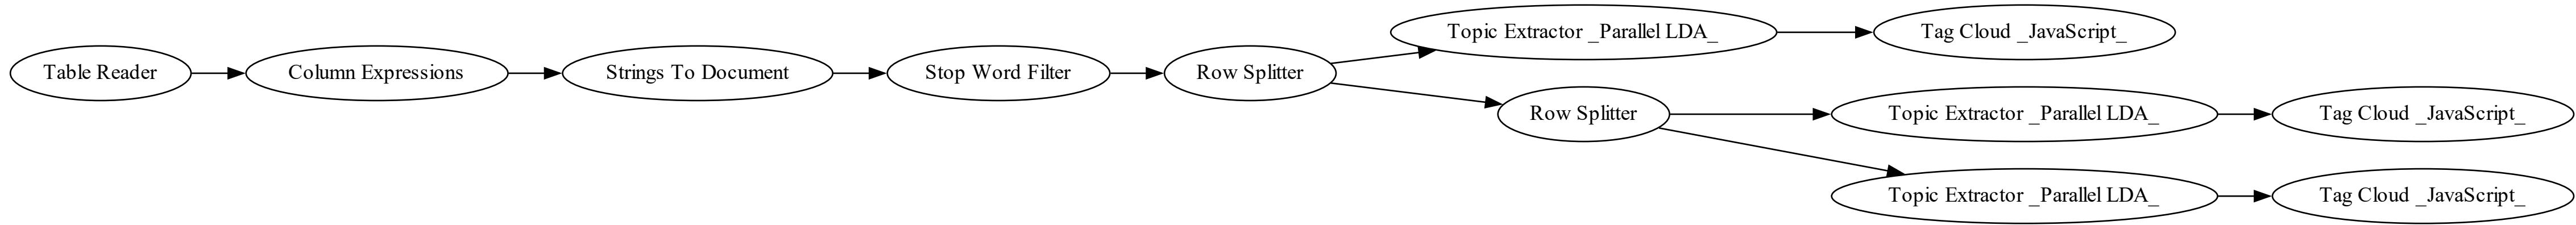 Table Reader
Column Expressions
Strings To Document
Stop Word Filter
Row Splitter
Topic Extractor _Parallel LDA_
Tag Cloud _JavaScript_
Row Splitter
Topic Extractor _Parallel LDA_
Tag Cloud _JavaScript_
Topic Extractor _Parallel LDA_
Tag Cloud _JavaScript_